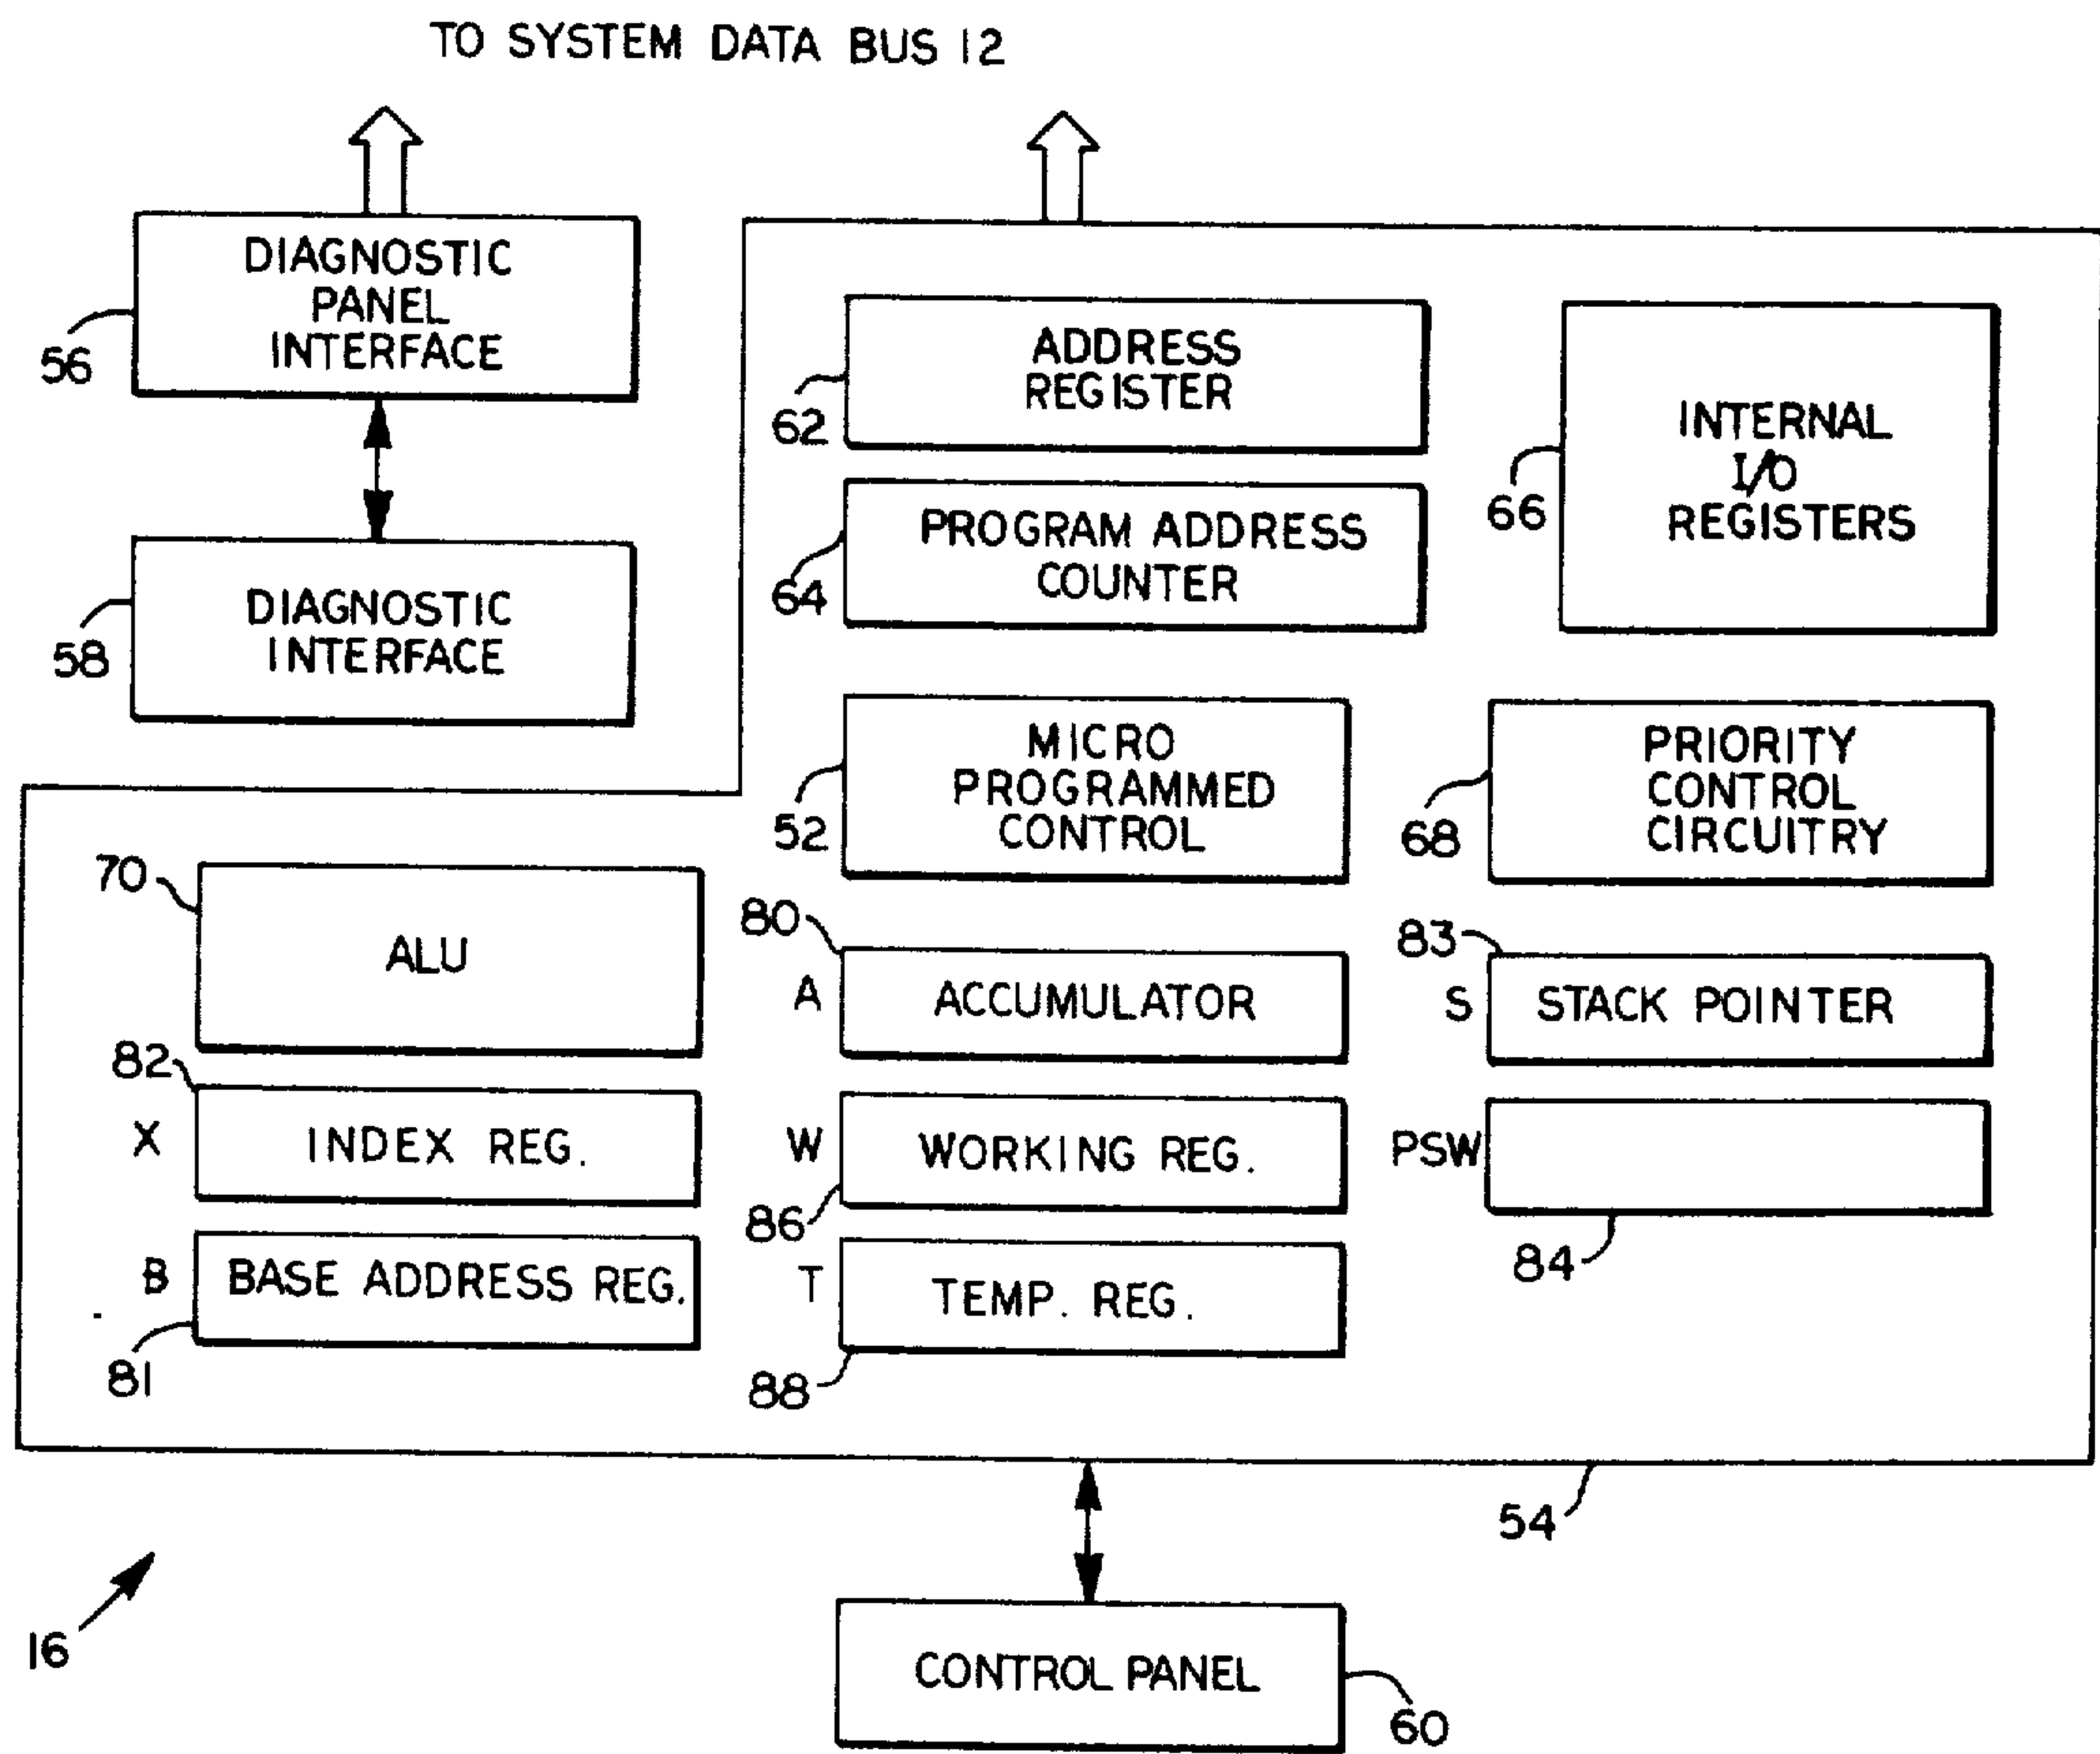 TO SYSTEM DATA BUS 12
DIAGNOSTIC
PANEL
INTERFACE
56
DIAGNOSTIC
INTERFACE
58
ADDRESS
REGISTER
62
PROGRAM ADDRESS
COUNTER
64
INTERNAL
I/O
REGISTERS
66
MICRO
PROGRAMMED
CONTROL
52
PRIORITY
CONTROL
CIRCUITRY
68
70
ALU
80
A
ACCUMULATOR
83
S
STACK POINTER
82
X
INDEX REG.
W
WORKING REG.
86
PSW
84
B
BASE ADDRESS REG.
81
T
TEMP. REG.
88
54
16
CONTROL PANEL
60